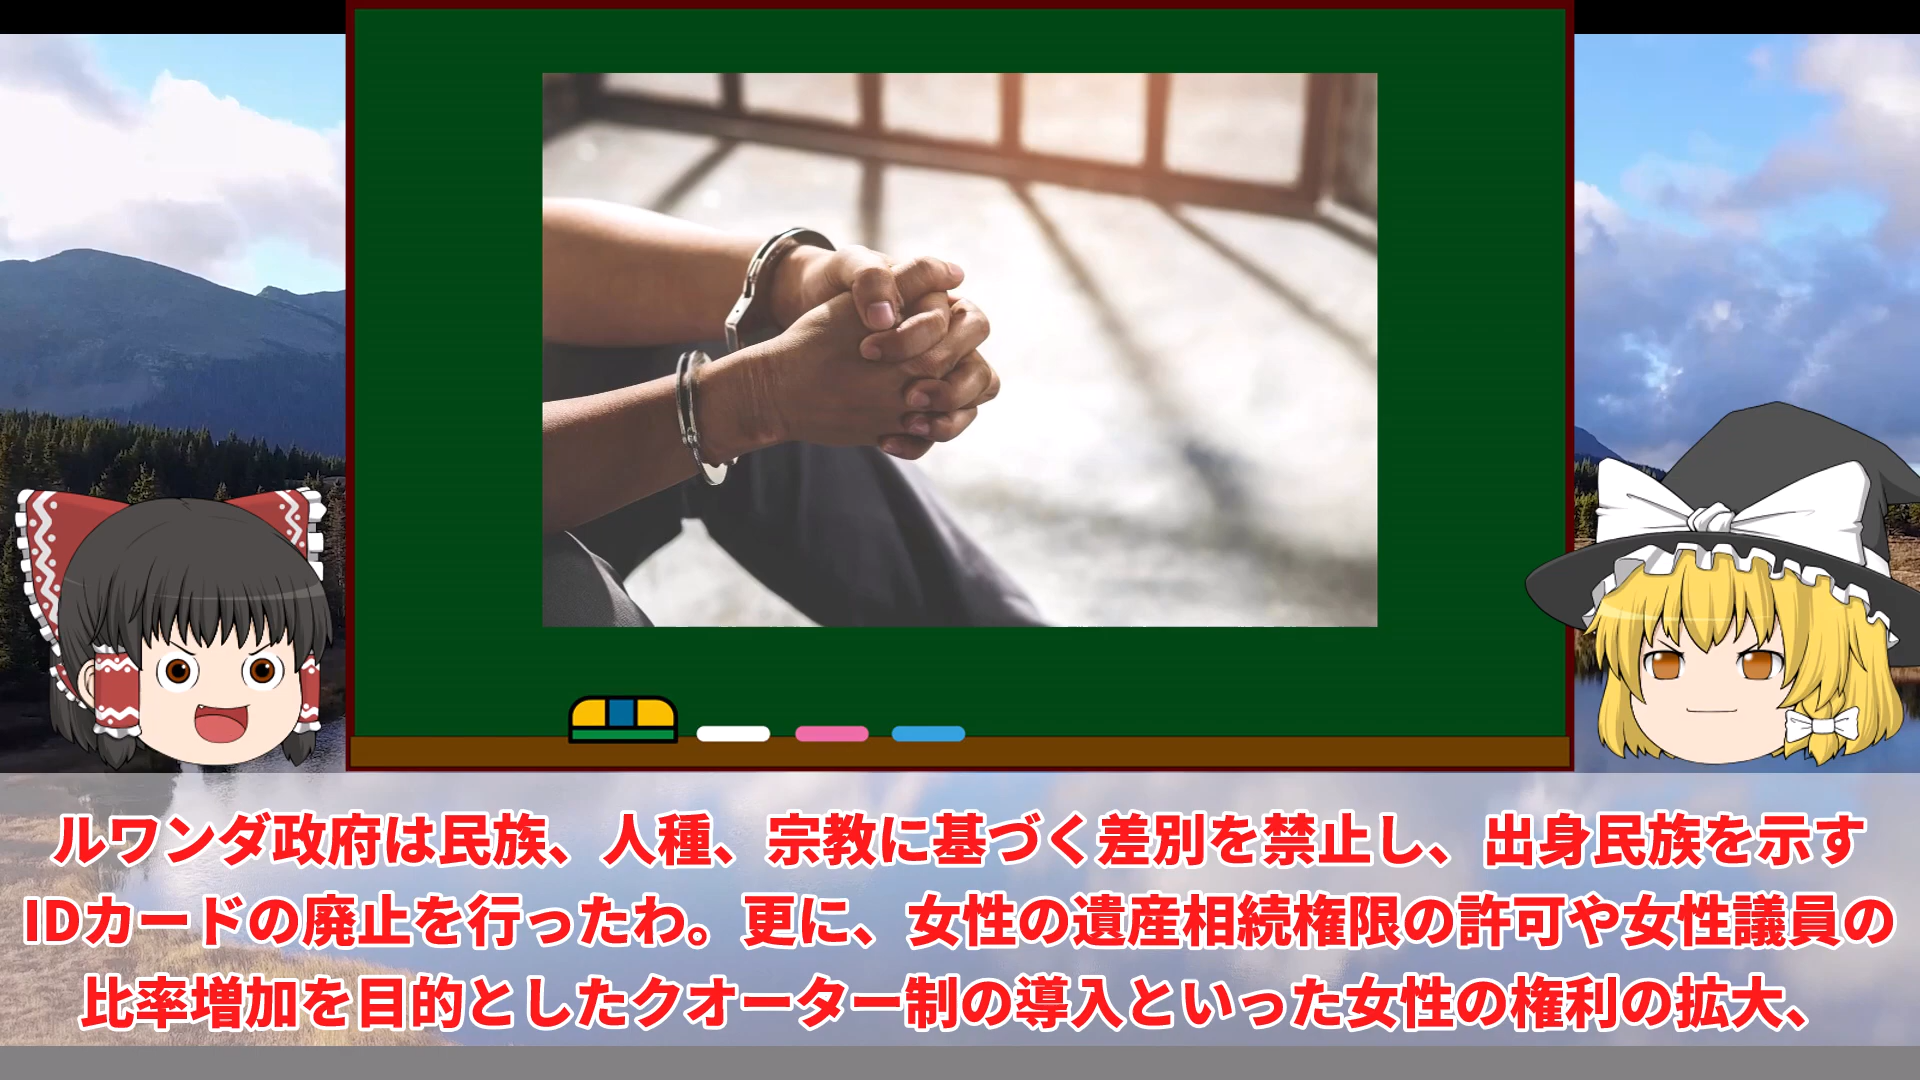 ルワンダ政府は民族、人種、宗教に基づく差別を禁止し、出身民族を示す
IDカードの廃止を行ったわ。更に、女性の遺産相続権限の許可や女性議員の
比率増加を目的としたクオーター制の導入といった女性の権利の拡大、